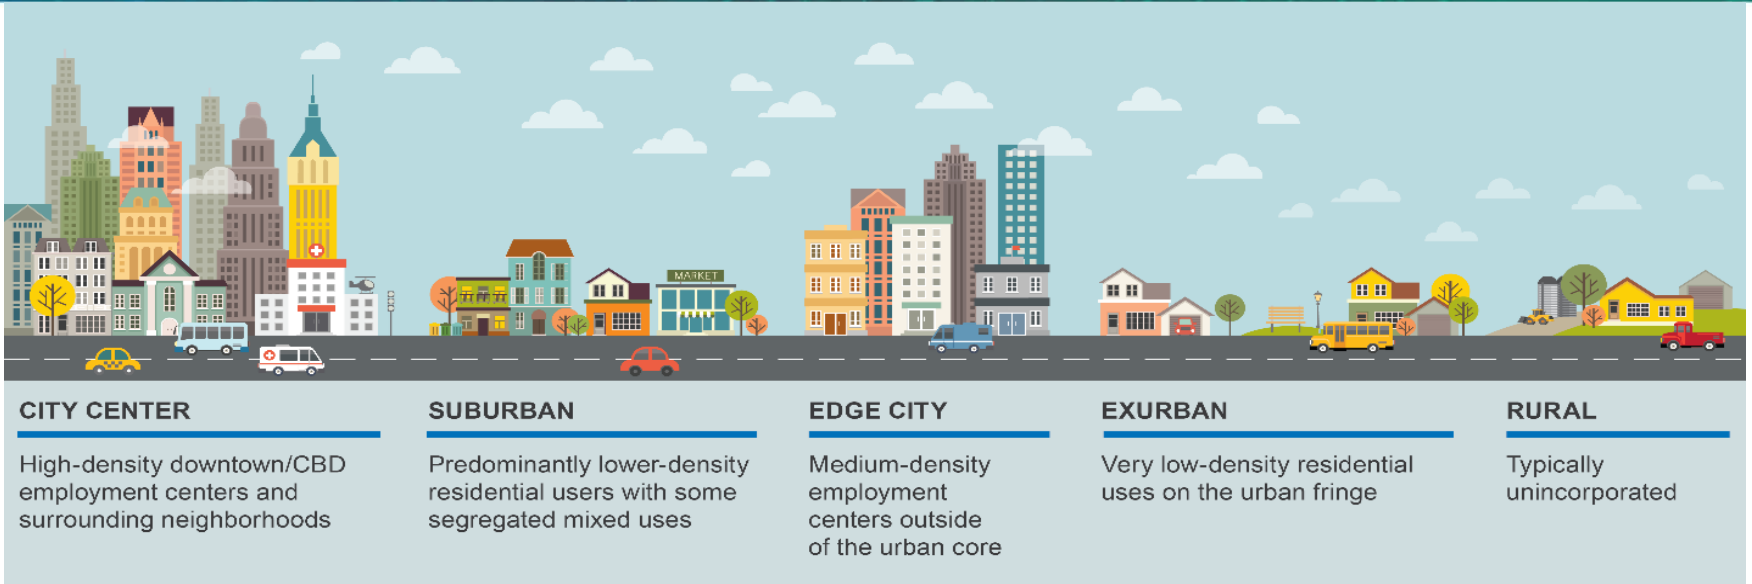 MARKET
CITY CENTER
High-density downtown/CBD
employment centers and
surrounding neighborhoods
SUBURBAN
Predominantly lower-density
residential users with some
segregated mixed uses
EDGE CITY
Medium-density
employment
centers outside
of the urban core
EXURBAN
Very low-density residential
uses on the urban fringe
RURAL
Typically
unincorporated